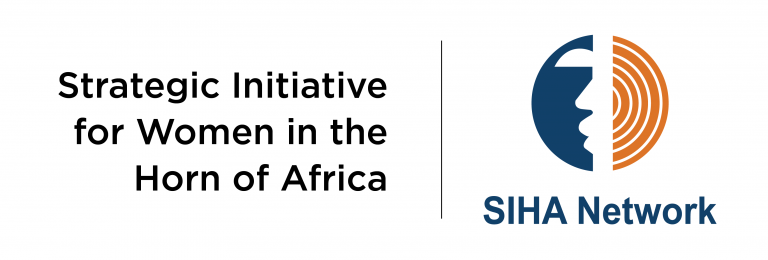 Strategic Initiative
for Women in the
Horn of Africa
SIHA Network